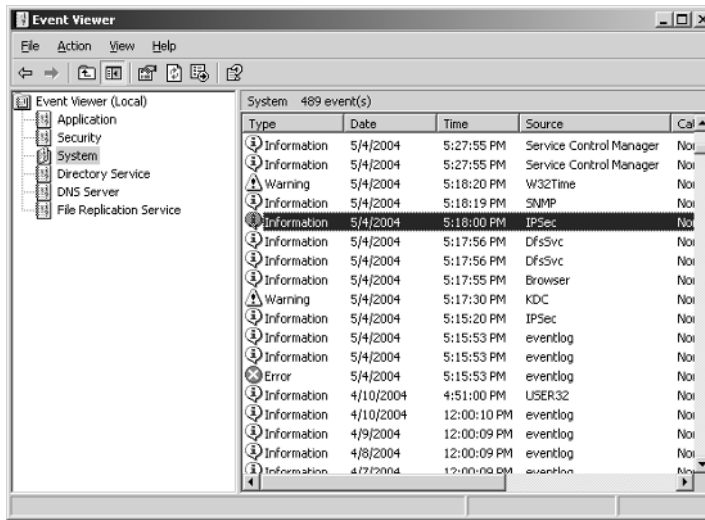 Event Viewer
File Action View Help
Event Viewer (Local)
Application
Security
System
Directory Service
DNS Server
File Replication Service
System 489 event(s)
Type Date Time Source
Information 5/4/2004 5:27:55 PM Service Control Manager
Information 5/4/2004 5:27:55 PM Service Control Manager
Warning 5/4/2004 5:18:20 PM W32Time
Information 5/4/2004 5:18:19 PM SNMP
Information 5/4/2004 5:18:00 PM IPSec
Information 5/4/2004 5:17:56 PM DfsSvc
Information 5/4/2004 5:17:56 PM DfsSvc
Information 5/4/2004 5:17:55 PM Browser
Warning 5/4/2004 5:17:30 PM KDC
Information 5/4/2004 5:15:20 PM IPSec
Information 5/4/2004 5:15:53 PM eventlog
Information 5/4/2004 5:15:53 PM eventlog
Error 5/4/2004 5:15:53 PM eventlog
Information 4/10/2004 4:51:00 PM USER32
Information 4/10/2004 12:00:10 PM eventlog
Information 4/9/2004 12:00:09 PM eventlog
Information 4/8/2004 12:00:09 PM eventlog
Information 4/7/2004 12:00:09 PM eventlog